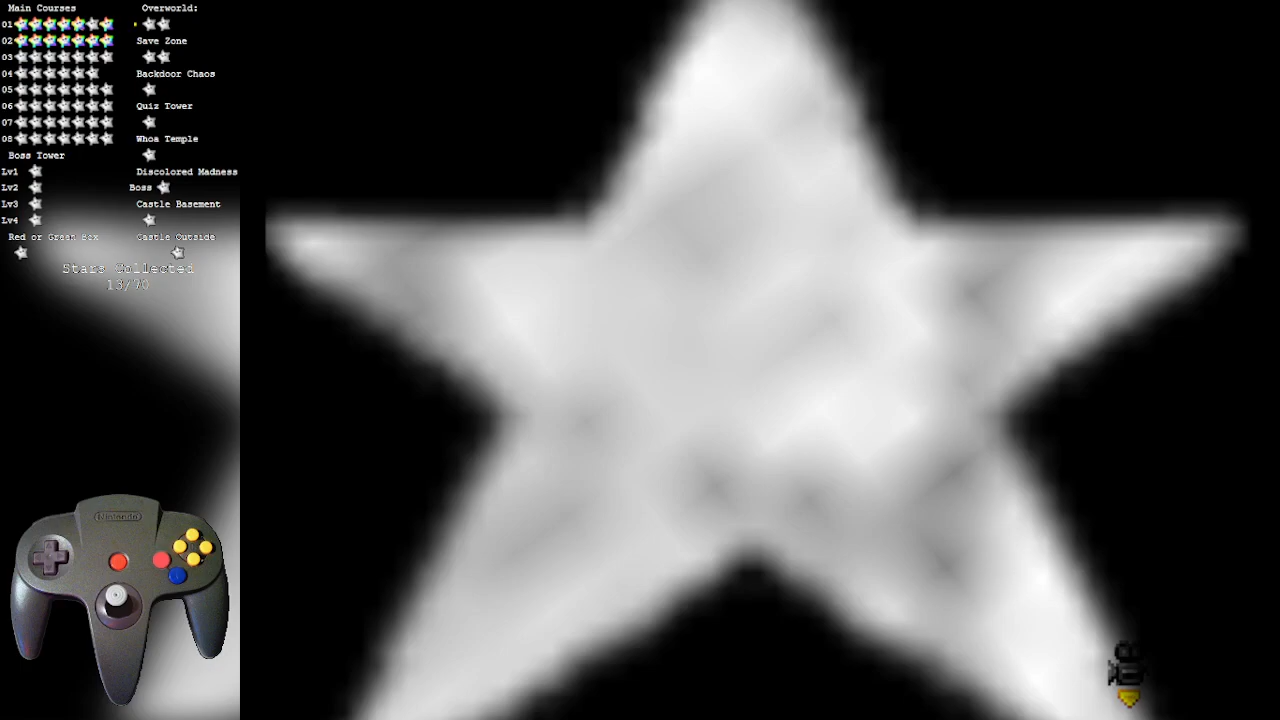 Main Courses
01
02
03
04
05
06
07
08
Boss Tower
Lv1
Lv2
Lv3
Lv4
Red or Green Box
Overworld:
Save Zone
Backdoor Chaos
Quiz Tower
Whoa Temple
Discolored Madness
Boss
Castle Basement
Castle Outside
Stars Collected
13/70
Nintendo